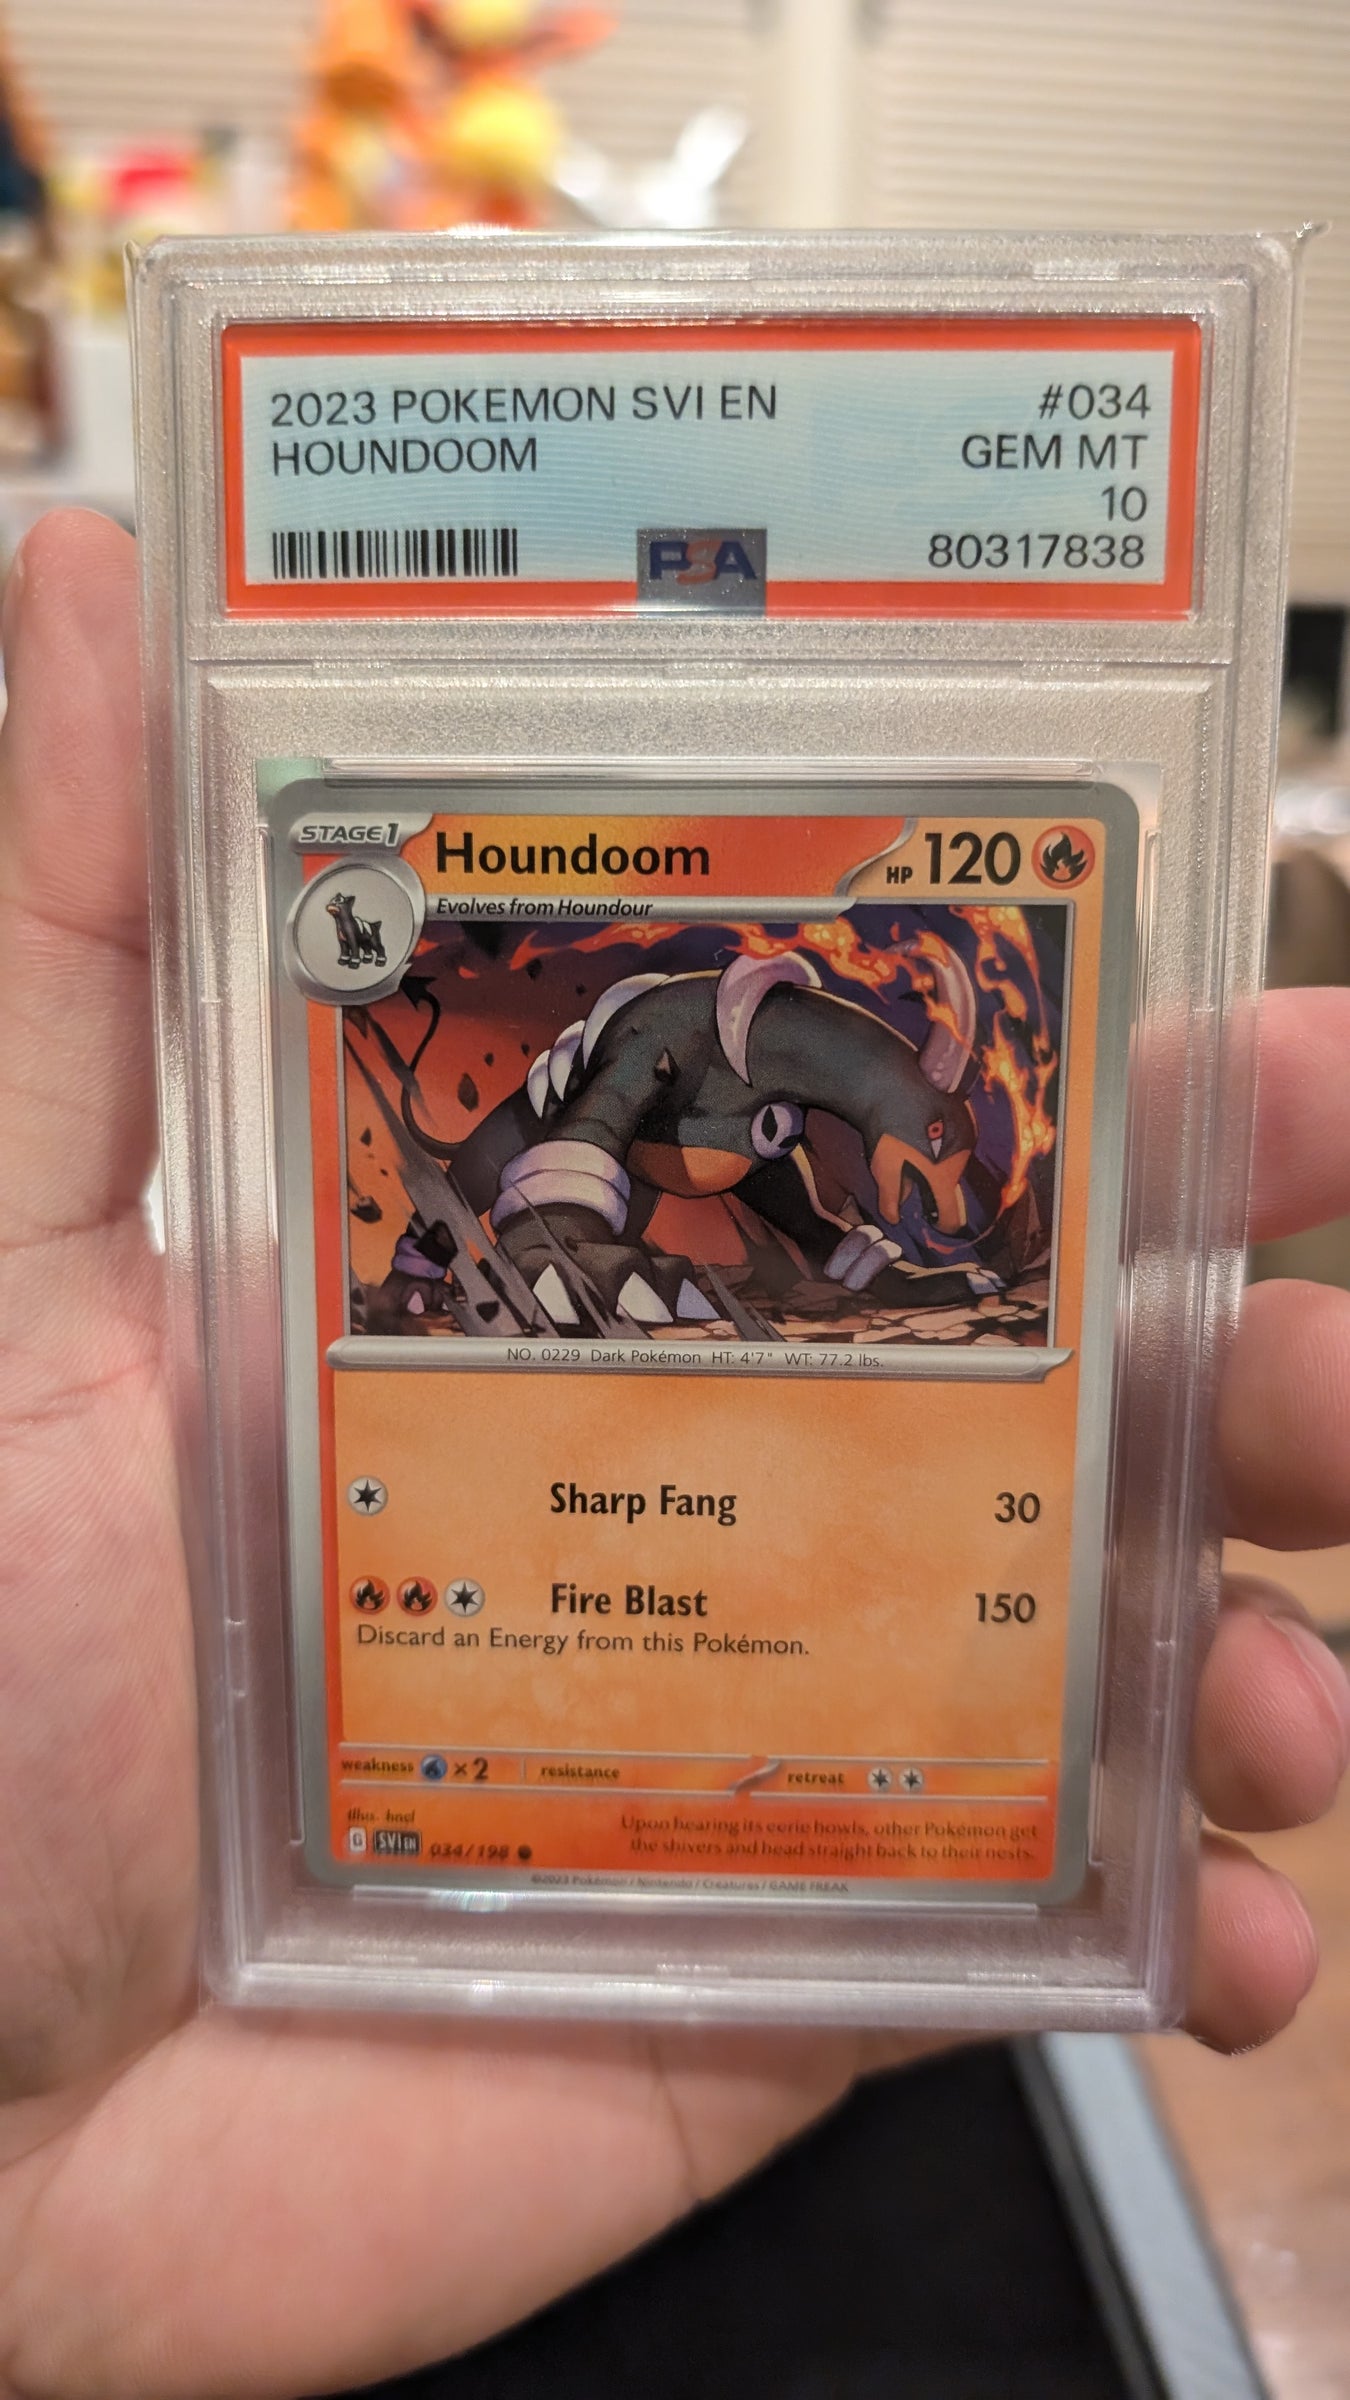 2023 POKEMON SVI EN #034
HOUNDOOM GEM MT
10
PSA 80317838
STAGE 1 Houndoom HP 120
Evolves from Houndour
NO. 0229 Dark Pokémon HT: 4'7" WT: 77.2 lbs.
Sharp Fang 30
Fire Blast 150
Discard an Energy from this Pokémon.
weakness ×2 resistance retreat
Illus. hncl
Upon hearing its eerie howls, other Pokémon get
G SVI EN 034/198 the shivers and head straight back to their nests.
©2023 Pokémon / Nintendo / Creatures / GAME FREAK